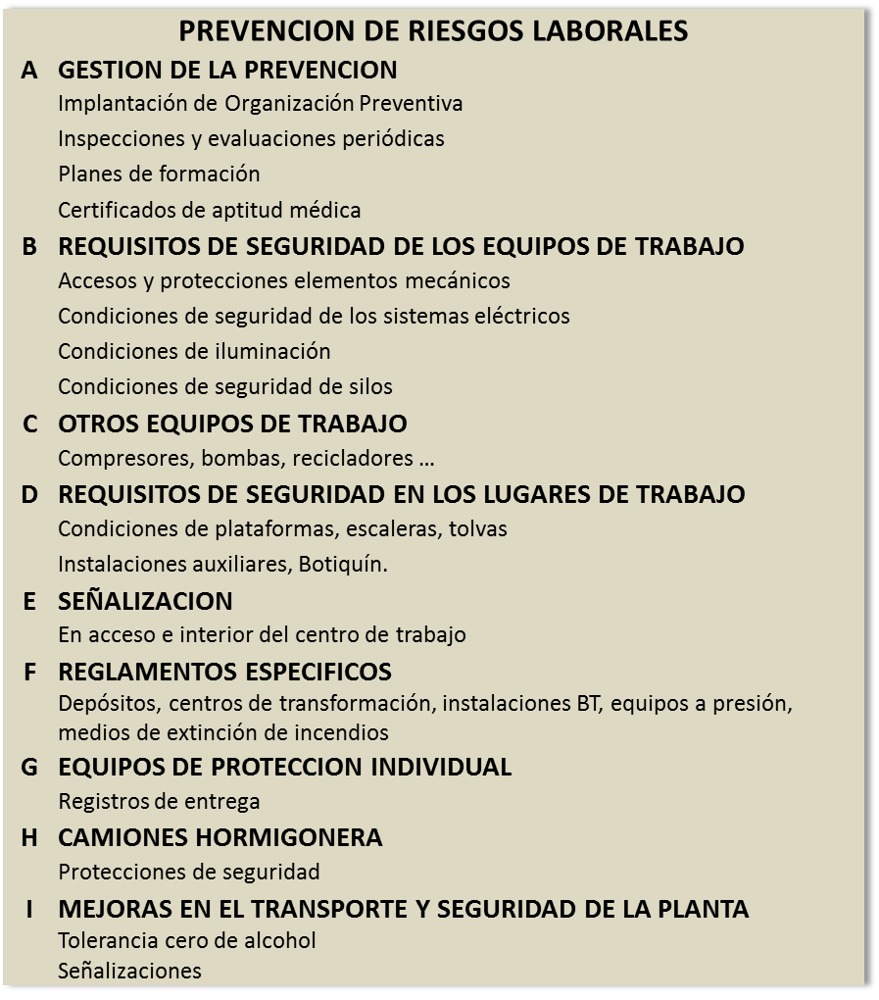 PREVENCION DE RIESGOS LABORALES
A GESTION DE LA PREVENCION
Implantación de Organización Preventiva
Inspecciones y evaluaciones periódicas
Planes de formación
Certificados de aptitud médica
B REQUISITOS DE SEGURIDAD DE LOS EQUIPOS DE TRABAJO
Accesos y protecciones elementos mecánicos
Condiciones de seguridad de los sistemas eléctricos
Condiciones de iluminación
Condiciones de seguridad de silos
C OTROS EQUIPOS DE TRABAJO
Compresores, bombas, recicladores ...
D REQUISITOS DE SEGURIDAD EN LOS LUGARES DE TRABAJO
Condiciones de plataformas, escaleras, tolvas
Instalaciones auxiliares, Botiquín.
E SEÑALIZACION
En acceso e interior del centro de trabajo
F REGLAMENTOS ESPECIFICOS
Depósitos, centros de transformación, instalaciones BT, equipos a presión,
medios de extinción de incendios
G EQUIPOS DE PROTECCION INDIVIDUAL
Registros de entrega
H CAMIONES HORMIGONERA
Protecciones de seguridad
I MEJORAS EN EL TRANSPORTE Y SEGURIDAD DE LA PLANTA
Tolerancia cero de alcohol
Señalizaciones